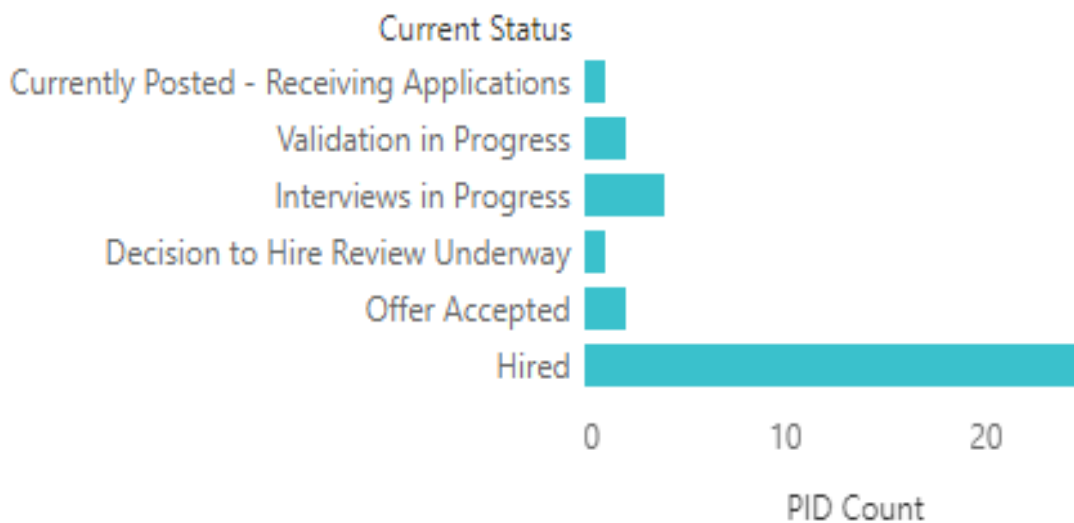 Current Status
Currently Posted - Receiving Applications
Validation in Progress
Interviews in Progress
Decision to Hire Review Underway
Offer Accepted
Hired
0 10 20
PID Count